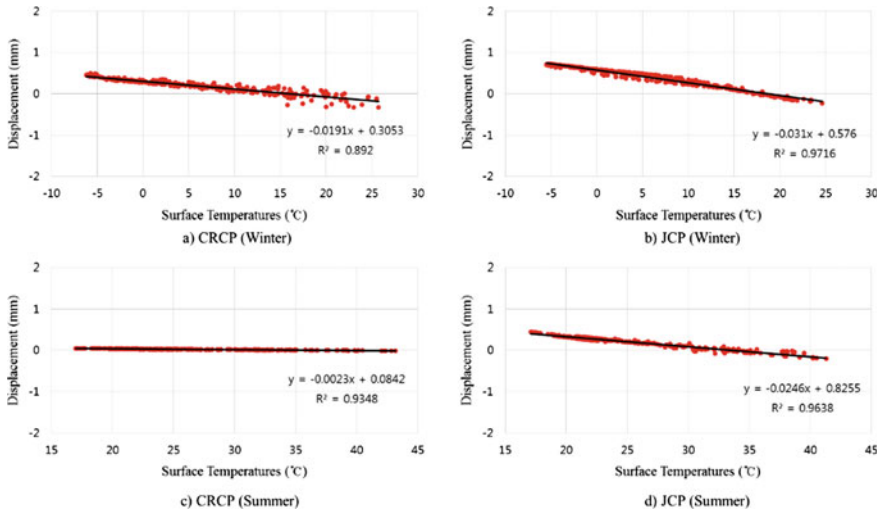 2
1
0
-1
-2
Displacement (mm)
y = -0.0191x + 0.3053
R² = 0.892
-10 -5 0 5 10 15 20 25 30
Surface Temperatures (℃)
a) CRCP (Winter)
2
1
0
-1
-2
Displacement (mm)
y = -0.031x + 0.576
R² = 0.9716
-10 -5 0 5 10 15 20 25 30
Surface Temperatures (℃)
b) JCP (Winter)
2
1
0
-1
-2
Displacement (mm)
y = -0.0023x + 0.0842
R² = 0.9348
15 20 25 30 35 40 45
Surface Temperatures (℃)
c) CRCP (Summer)
2
1
0
-1
-2
Displacement (mm)
y = -0.0246x + 0.8255
R² = 0.9638
15 20 25 30 35 40 45
Surface Temperatures (℃)
d) JCP (Summer)